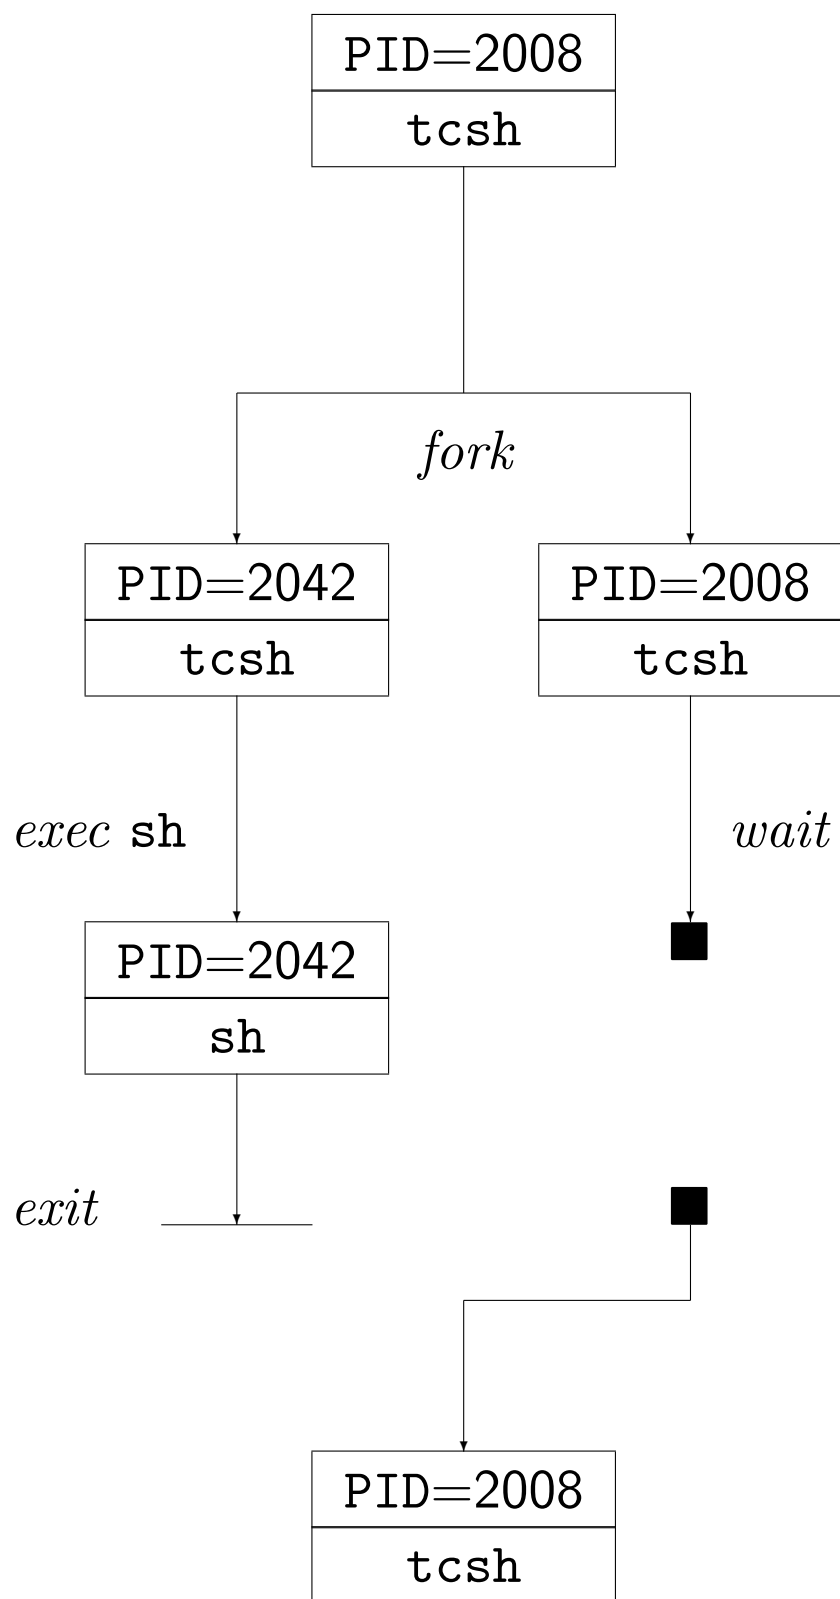 PID=2008
tcsh
fork
PID=2042
PID=2008
tcsh
tcsh
exec sh
wait
PID=2042
sh
exit
PID=2008
tcsh